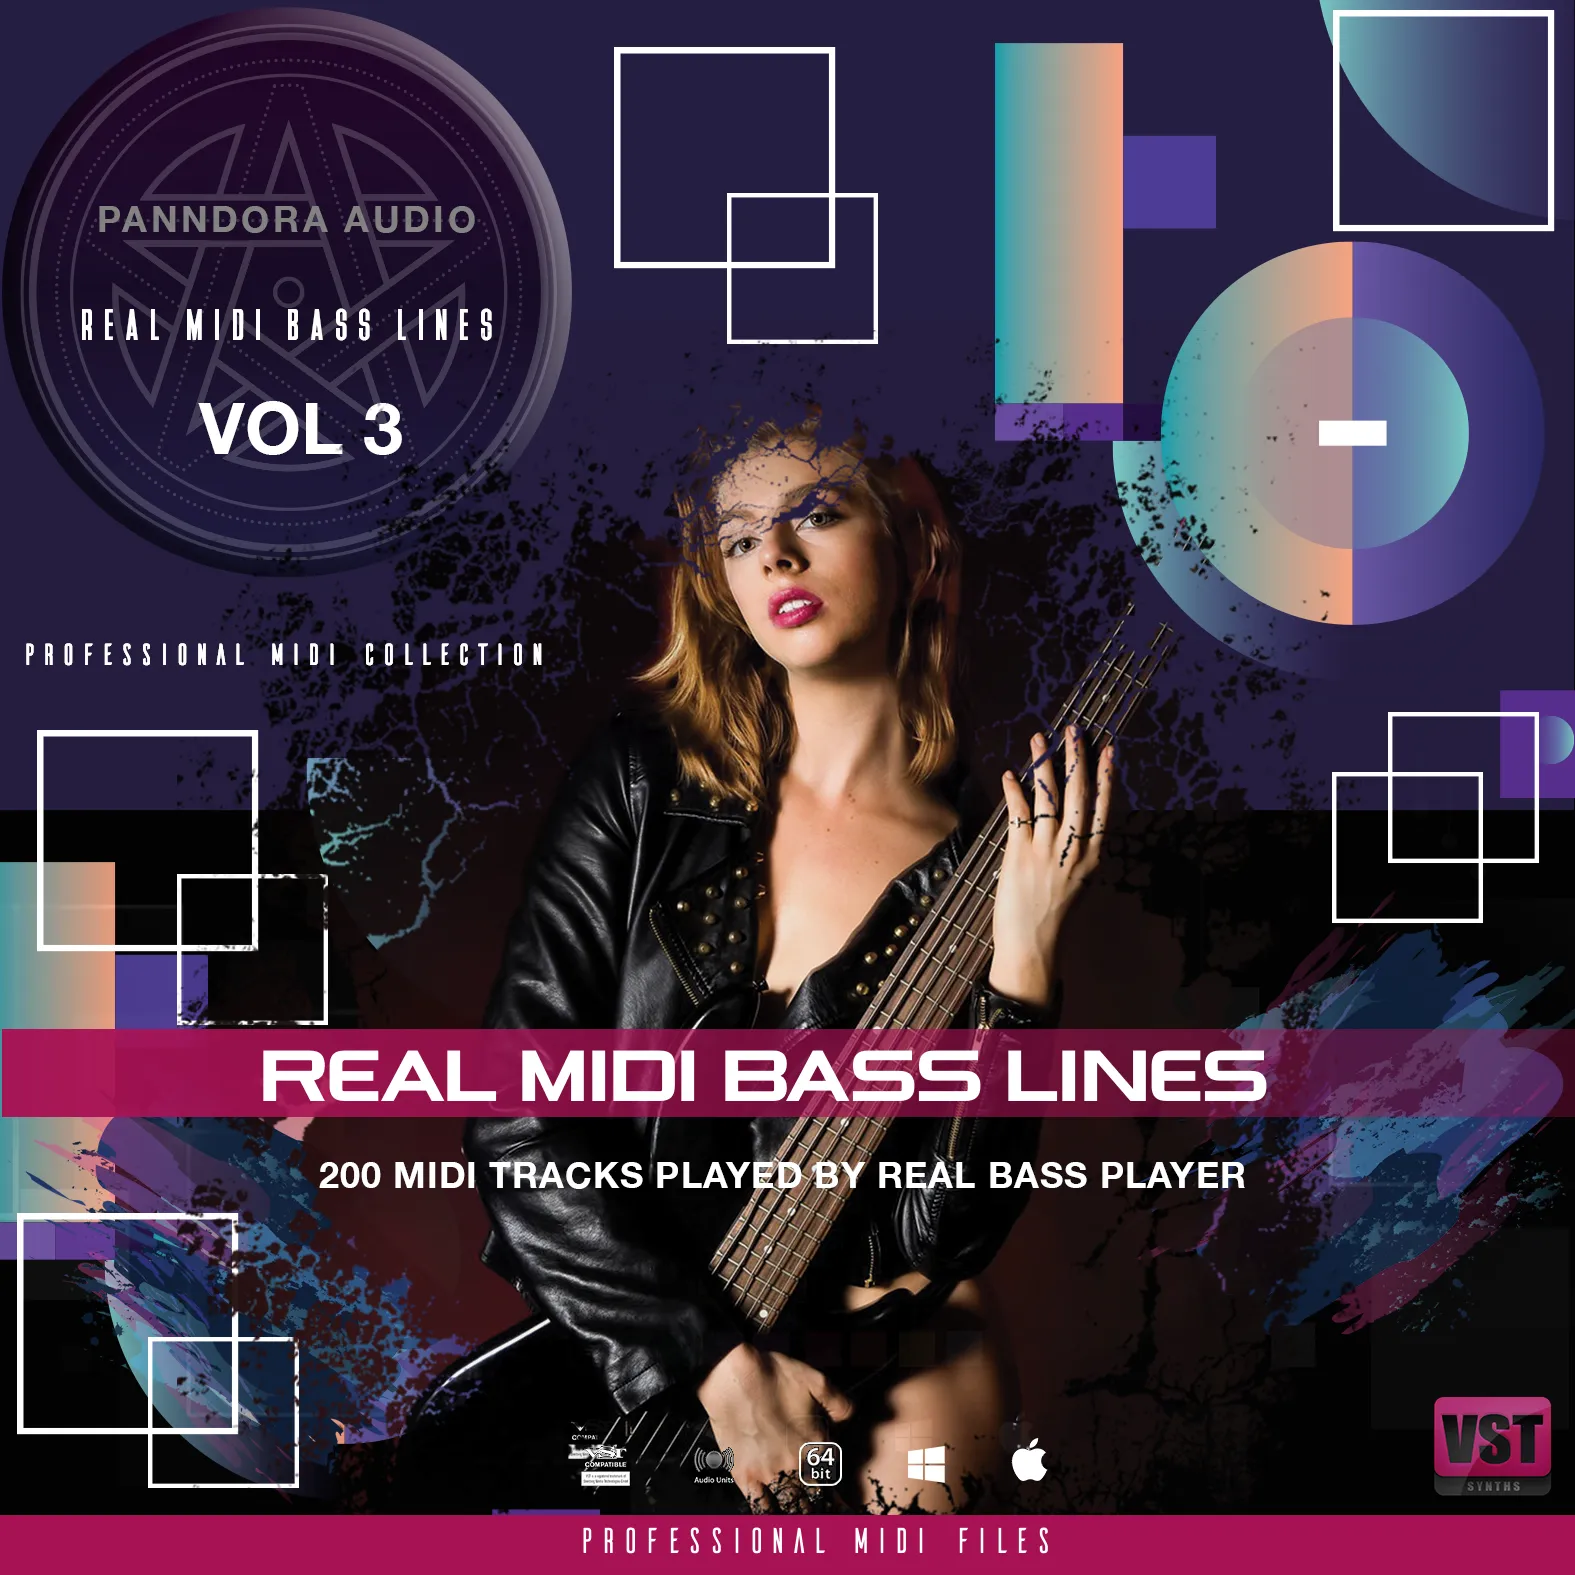 PANNDORA AUDIO
REAL MIDI BASS LINES
VOL 3
PROFESSIONAL MIDI COLLECTION
REAL MIDI BASS LINES
200 MIDI TRACKS PLAYED BY REAL BASS PLAYER
COMPATIBLE
Audio Units
64
bit
VST
SYNTHS
PROFESSIONAL MIDI FILES